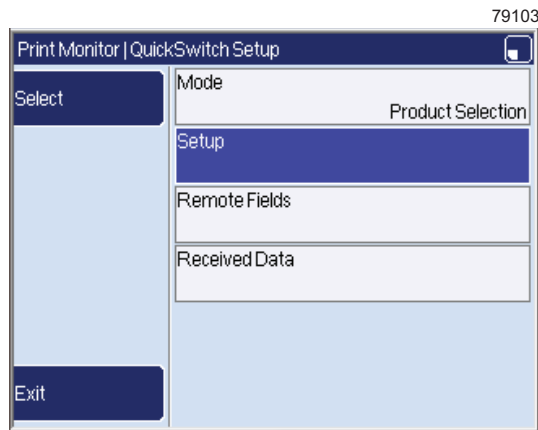 79103
Print Monitor | QuickSwitch Setup
Select
Mode
Product Selection
Setup
Remote Fields
Received Data
Exit